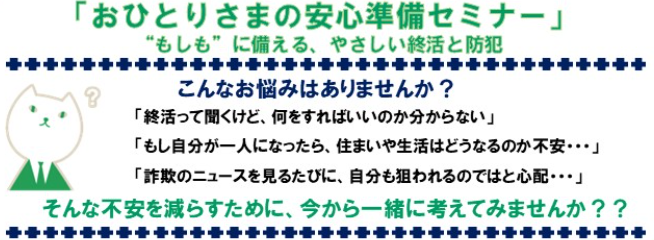 「おひとりさまの安心準備セミナー」
“もしも”に備える、やさしい終活と防犯
こんなお悩みはありませんか？
？
「終活って聞くけど、何をすればいいのか分からない」
「もし自分が一人になったら、住まいや生活はどうなるのか不安・・・」
「詐欺のニュースを見るたびに、自分も狙われるのではと心配・・・」
そんな不安を減らすために、今から一緒に考えてみませんか？？